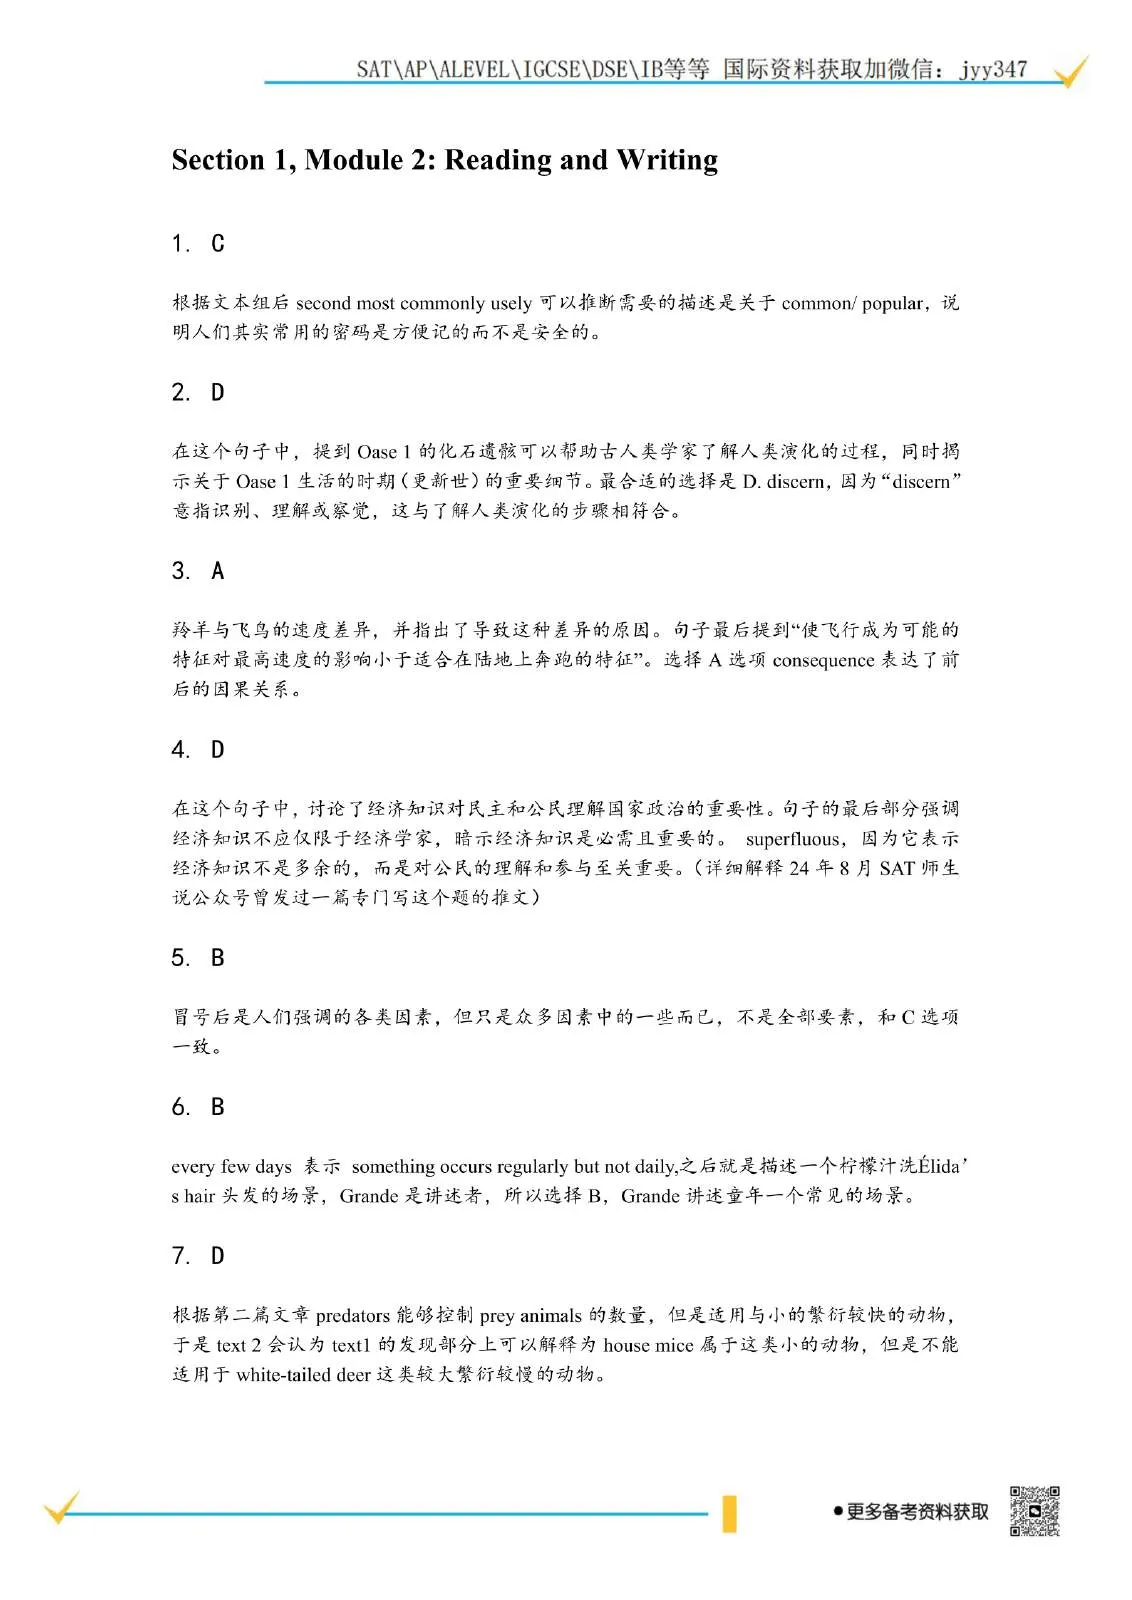 SAT\AP\ALEVEL\IGCSE\DSE\IB等等 国际资料获取加微信：jyy347
Section 1, Module 2: Reading and Writing
1. C
根据文本组后 second most commonly usely 可以推断需要的描述是关于 common/ popular，说
明人们其实常用的密码是方便记的而不是安全的。
2. D
在这个句子中，提到 Oase 1 的化石遗骸可以帮助古人类学家了解人类演化的过程，同时揭
示关于 Oase 1 生活的时期（更新世）的重要细节。最合适的选择是 D. discern，因为“discern”
意指识别、理解或察觉，这与了解人类演化的步骤相符合。
3. A
羚羊与飞鸟的速度差异，并指出了导致这种差异的原因。句子最后提到“使飞行成为可能的
特征对最高速度的影响小于适合在陆地上奔跑的特征”。选择 A 选项 consequence 表达了前
后的因果关系。
4. D
在这个句子中，讨论了经济知识对民主和公民理解国家政治的重要性。句子的最后部分强调
经济知识不应仅限于经济学家，暗示经济知识是必需且重要的。 superfluous，因为它表示
经济知识不是多余的，而是对公民的理解和参与至关重要。（详细解释 24 年 8 月 SAT 师生
说公众号曾发过一篇专门写这个题的推文）
5. B
冒号后是人们强调的各类因素，但只是众多因素中的一些而已，不是全部要素，和 C 选项
一致。
6. B
every few days 表示 something occurs regularly but not daily,之后就是描述一个柠檬汁洗Élida’
s hair 头发的场景，Grande 是讲述者，所以选择 B，Grande 讲述童年一个常见的场景。
7. D
根据第二篇文章 predators 能够控制 prey animals 的数量，但是适用与小的繁衍较快的动物，
于是 text 2 会认为 text1 的发现部分上可以解释为 house mice 属于这类小的动物，但是不能
适用于 white-tailed deer 这类较大繁衍较慢的动物。
●更多备考资料获取